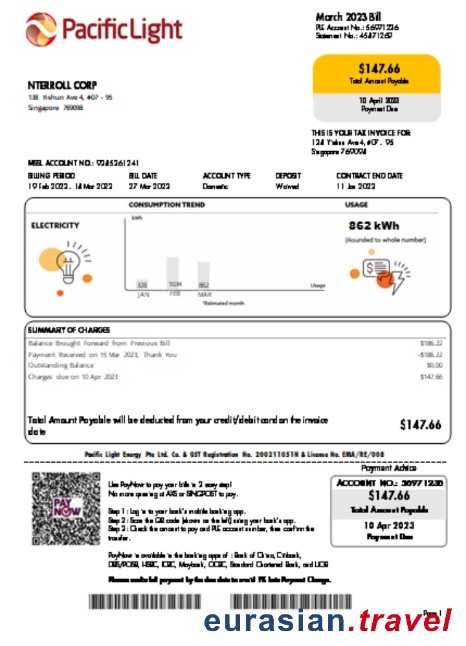 PacificLight
March 2023 Bill
PLE Account No.: 56971236
Statement No.: 45871269
$147.66
Total Amount Payable
10 April 2023
Payment Due
NTERROLL CORP
138 Yishun Ave 4, #07 - 95
Singapore 769098
THIS IS YOUR TAX INVOICE FOR:
138 Yishun Ave 4, #07 - 95
Singapore 769098
MSSL ACCOUNT NO.: 9385261241
BILLING PERIOD BILL DATE ACCOUNT TYPE DEPOSIT CONTRACT END DATE
19 Feb 2023 - 18 Mar 2023 27 Mar 2023 Domestic Waived 11 Jan 2023
CONSUMPTION TREND USAGE
ELECTRICITY
kWh
862 kWh
(Rounded to whole number)
328 1034 862 Usage
JAN FEB MAR
*Estimated month
SUMMARY OF CHARGES
Balance Brought Forward from Previous Bill $186.22
Payment Received on 15 Mar 2023, Thank You -$186.22
Outstanding Balance $0.00
Charges due on 10 Apr 2023 $147.66
Total Amount Payable will be deducted from your credit/debit card on the invoice
date
$147.66
Pacific Light Energy Pte Ltd. Co. & GST Registration No. 200211051N & License No. EMA/RE/008
Payment Advice
ACCOUNT NO.: 56971236
$147.66
Total Amount Payable
10 Apr 2023
Payment Due
PAY
NOW
Use PayNow to pay your bills in 3 easy step!
No more queuing at AXS or SINGPOST to pay.
Step 1 : Log in to your bank's mobile banking app.
Step 2 : Scan the QR code (shown on the left) using your bank's app.
Step 3 : Check the amount to pay and PLE account number, then confirm the
transfer.
PayNow is available in the banking apps of : Bank of China, Citibank,
DBS/POSB, HSBC, ICBC, Maybank, OCBC, Standard Chartered Bank, and UOB
Please make full payment by the due date to avoid PLE Late Payment Charge.
Page 1
eurasian.travel